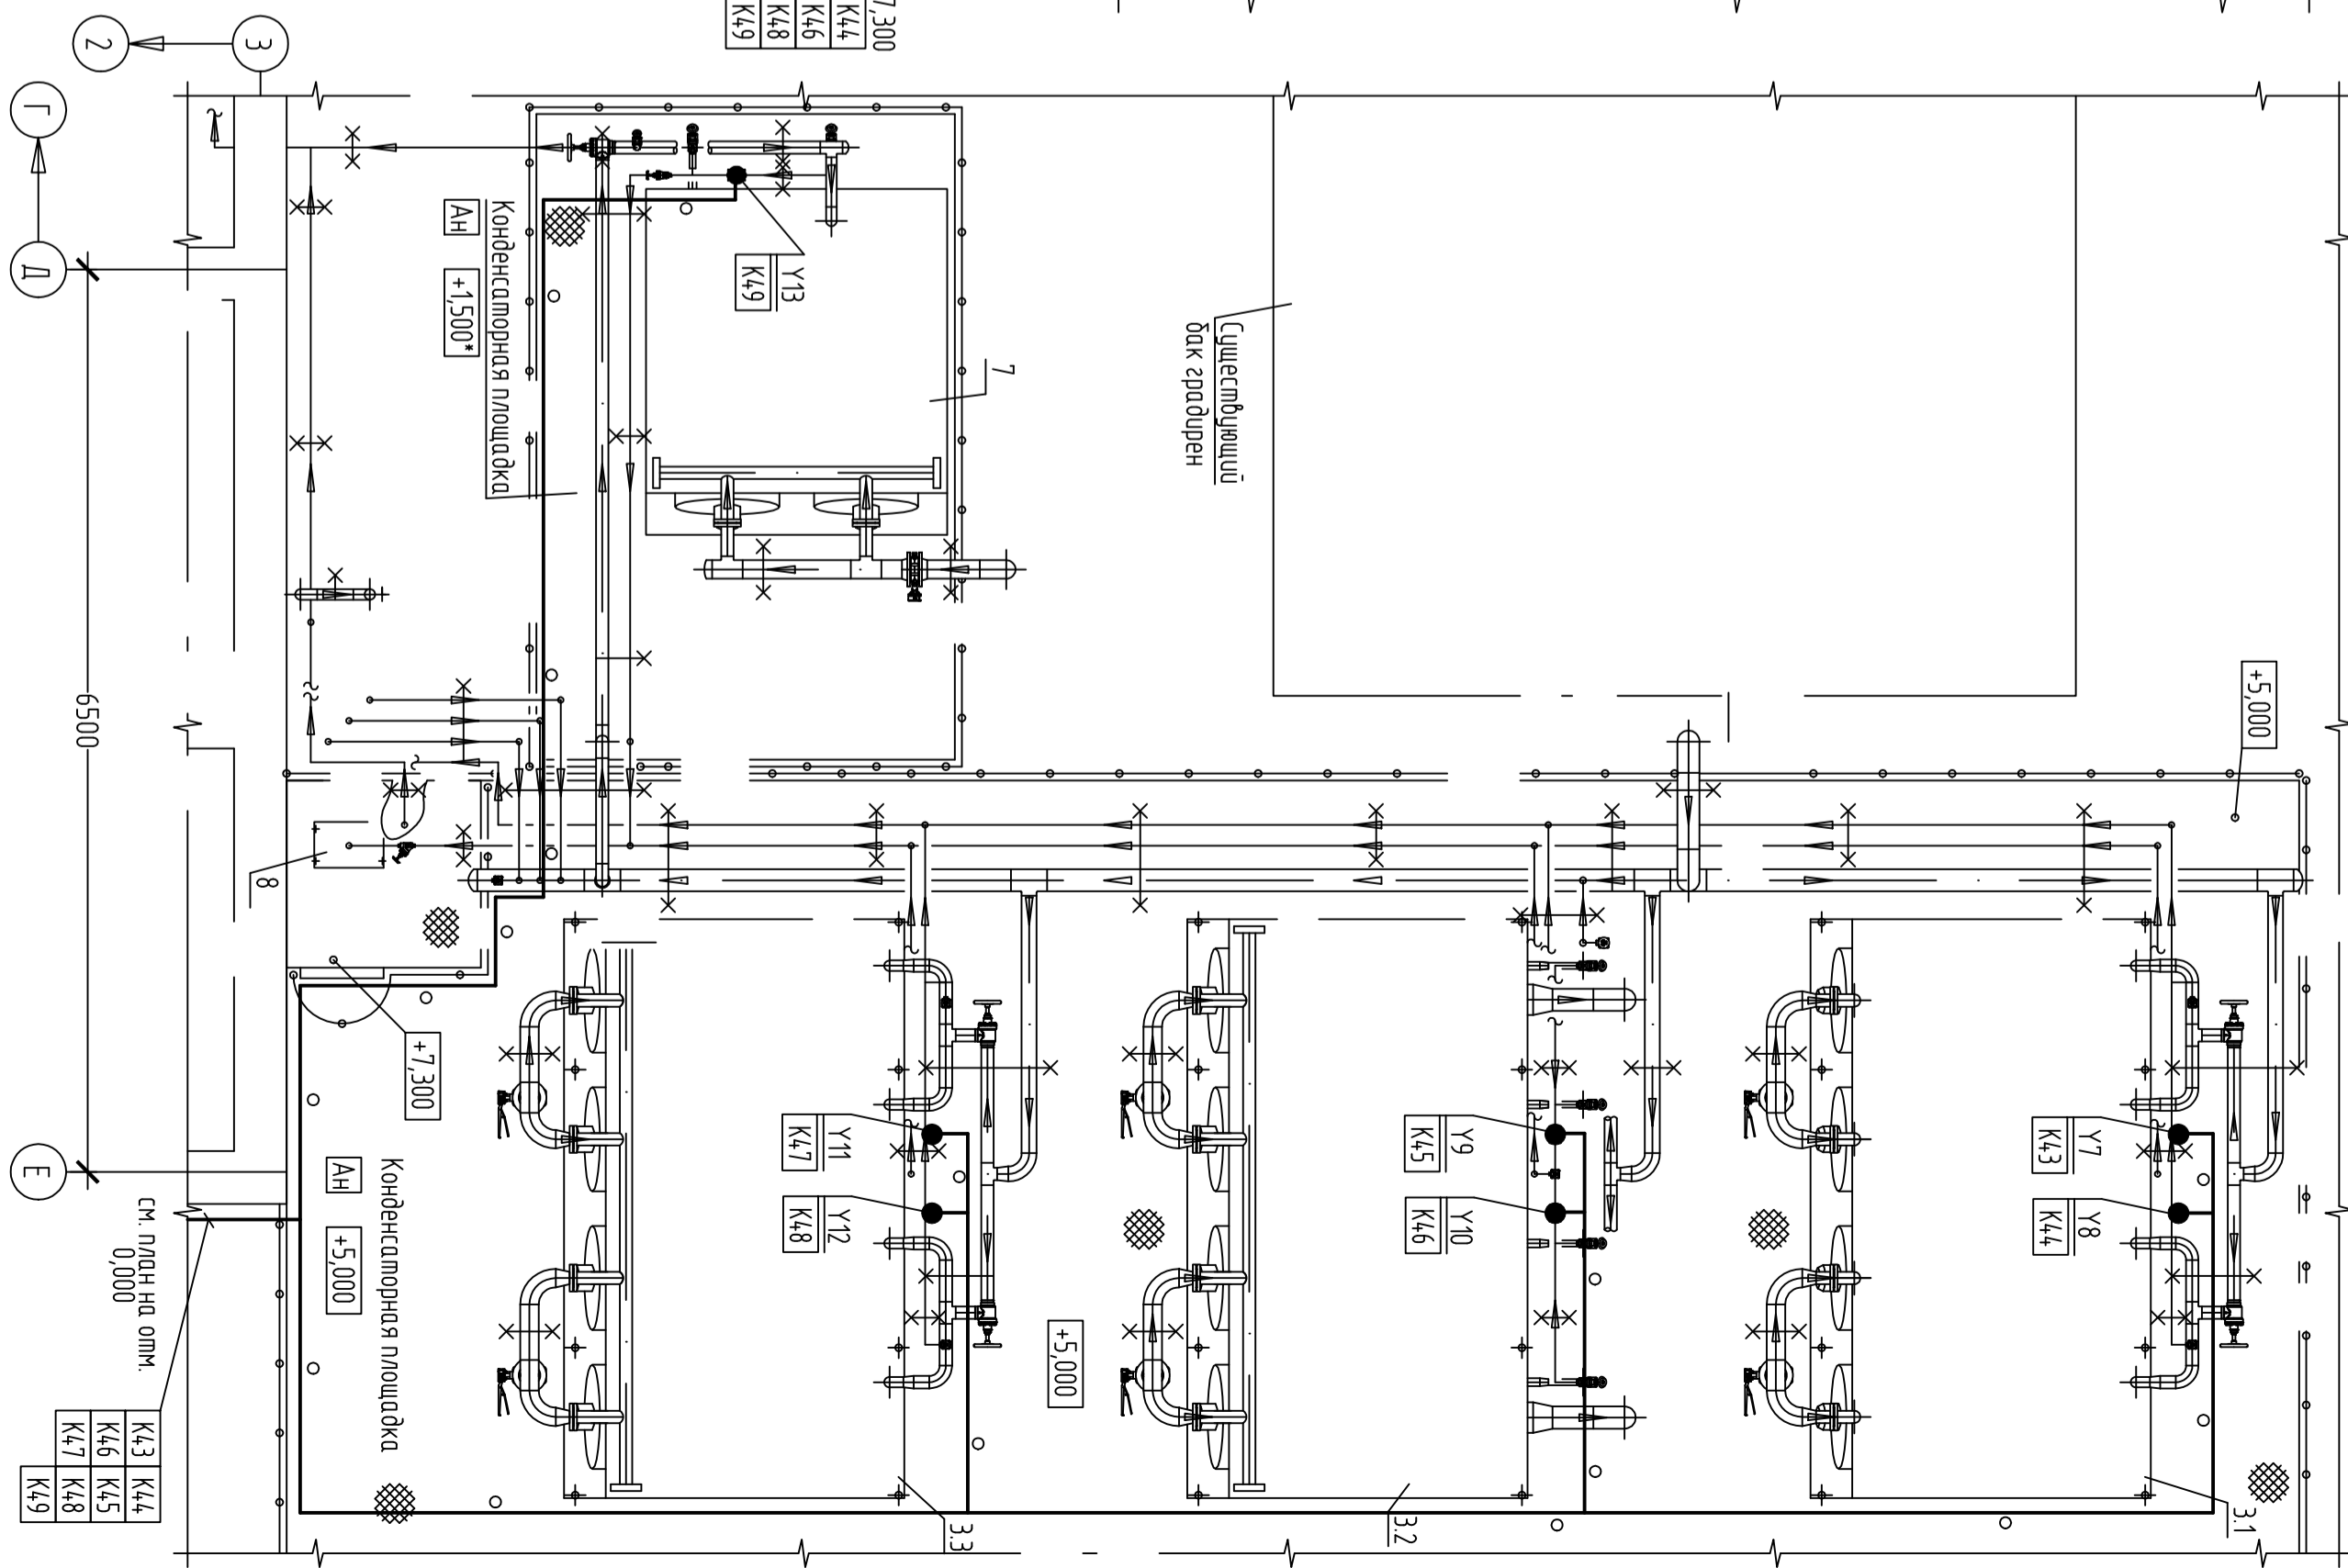 7,300
К44
К46
К48
К49
3
2
Г
Д
Е
6500
Конденсаторная площадка
Ан
+1,500*
Y13
К49
7
Существующий
бак градирен
+5,000
8
+7,300
Конденсаторная площадка
Ан
+5,000
см. план на отм.
0,000
К43 К44
К46 К45
К47 К48
К49
Y11
К47
Y12
К48
+5,000
3.3
Y9
К45
Y10
К46
3.2
Y7
К43
Y8
К44
3.1